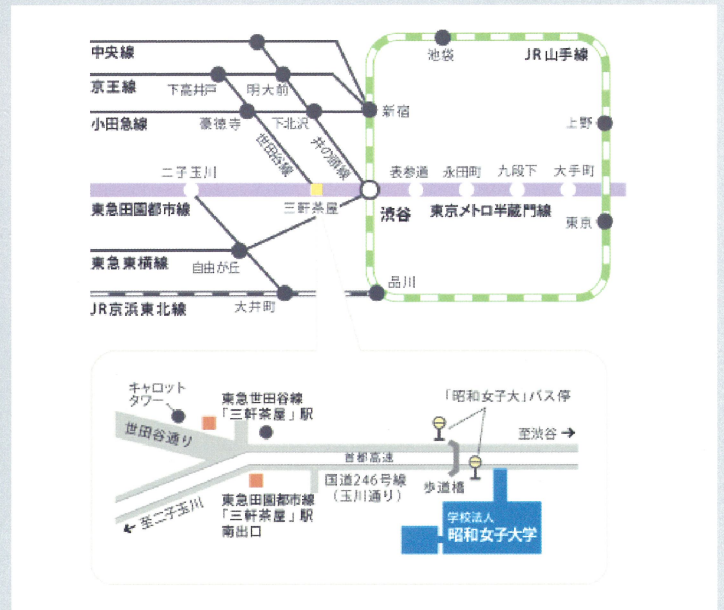 中央線
池袋
JR山手線
京王線
下高井戸
明大前
新宿
小田急線
豪徳寺
下北沢
上野
世田谷線
井の頭線
二子玉川
表参道
永田町
九段下
大手町
東急田園都市線
三軒茶屋
渋谷
東京メトロ半蔵門線
東京
東急東横線
自由が丘
品川
JR京浜東北線
大井町
キャロット
タワー
東急世田谷線
「三軒茶屋」駅
「昭和女子大」バス停
世田谷通り
至渋谷→
首都高速
国道246号線
(玉川通り)
歩道橋
←至二子玉川
東急田園都市線
「三軒茶屋」駅
南出口
学校法人
昭和女子大学